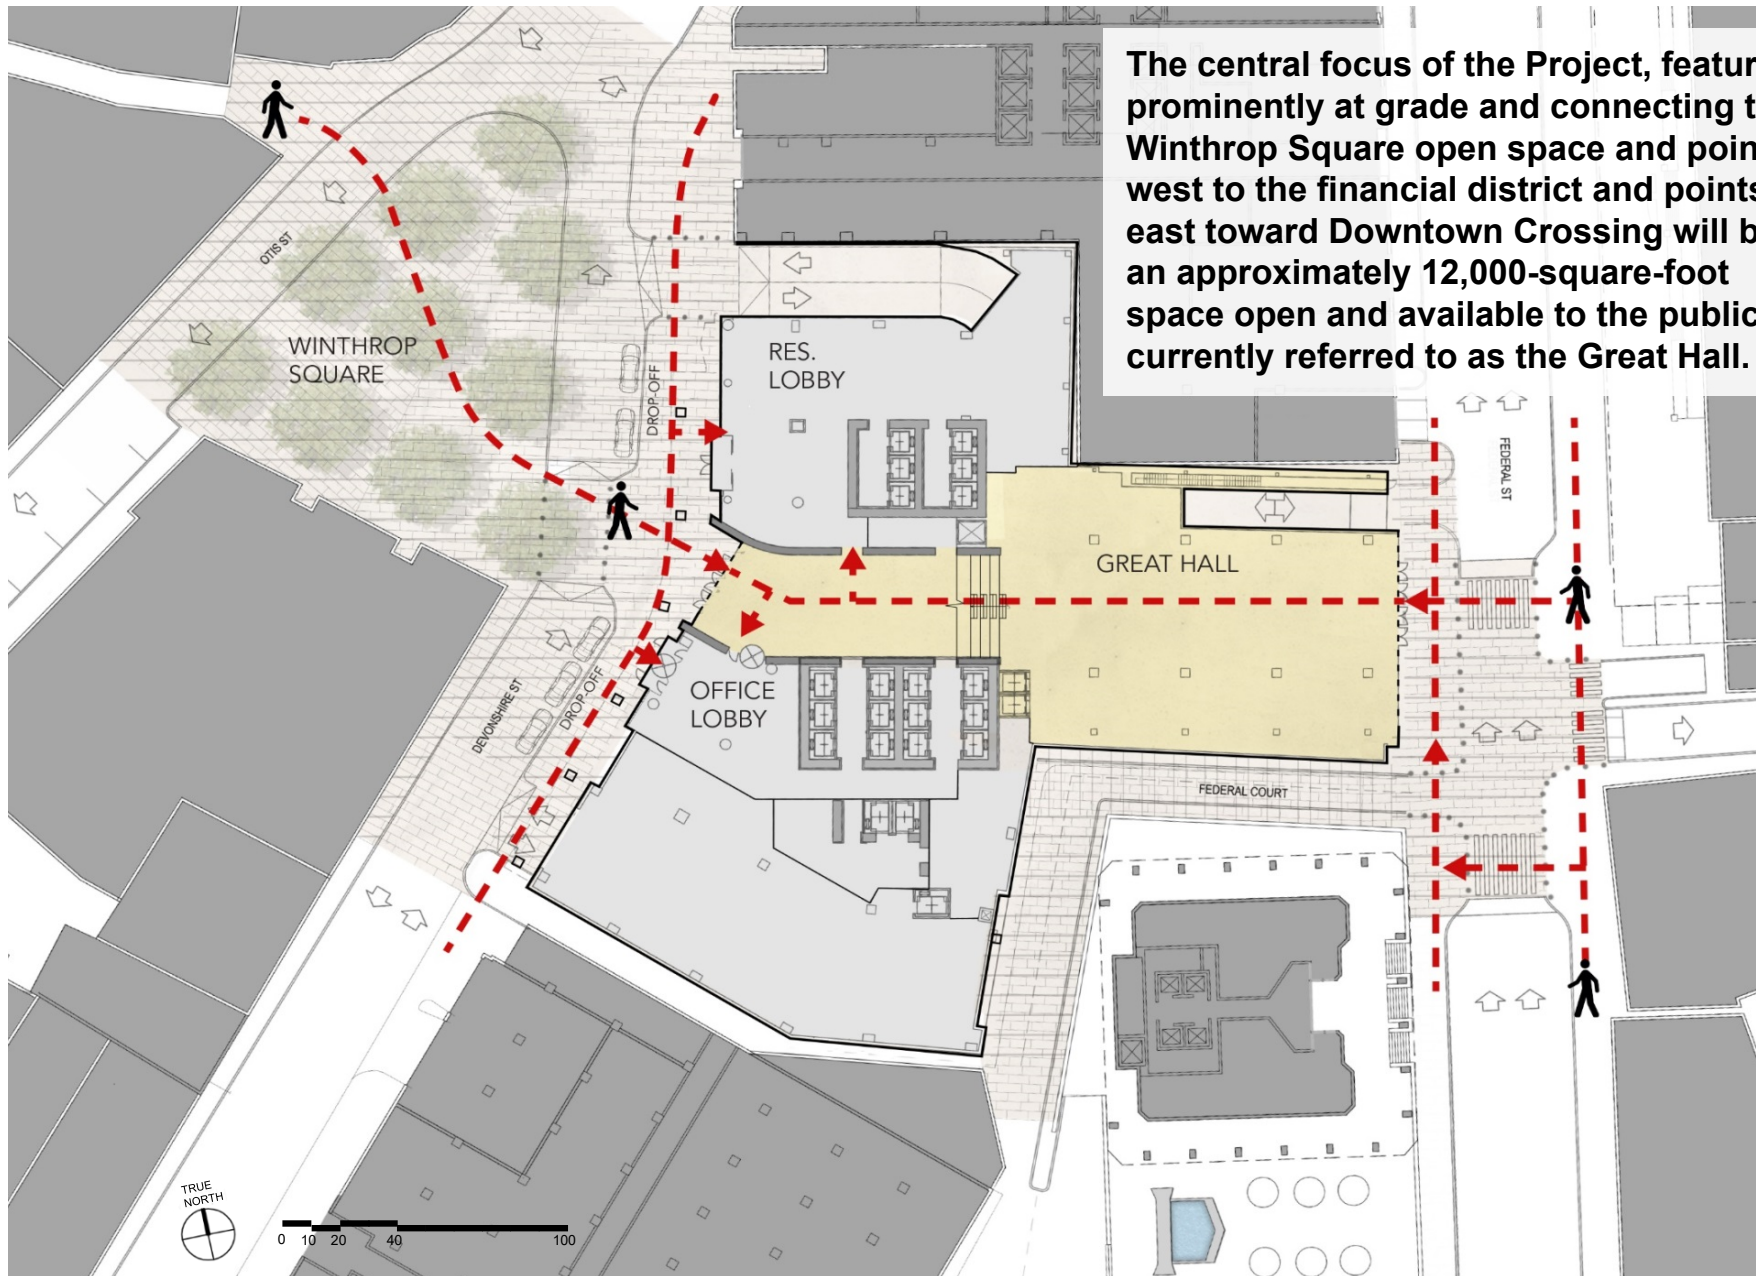 The central focus of the Project, featur
prominently at grade and connecting t
Winthrop Square open space and poin
west to the financial district and points
east toward Downtown Crossing will b
an approximately 12,000-square-foot
space open and available to the public
currently referred to as the Great Hall.
OTIS ST
WINTHROP
SQUARE
DROP-OFF
RES.
LOBBY
FEDERAL ST
GREAT HALL
OFFICE
LOBBY
DEVONSHIRE ST
DROP-OFF
FEDERAL COURT
TRUE
NORTH
0 10 20 40 100